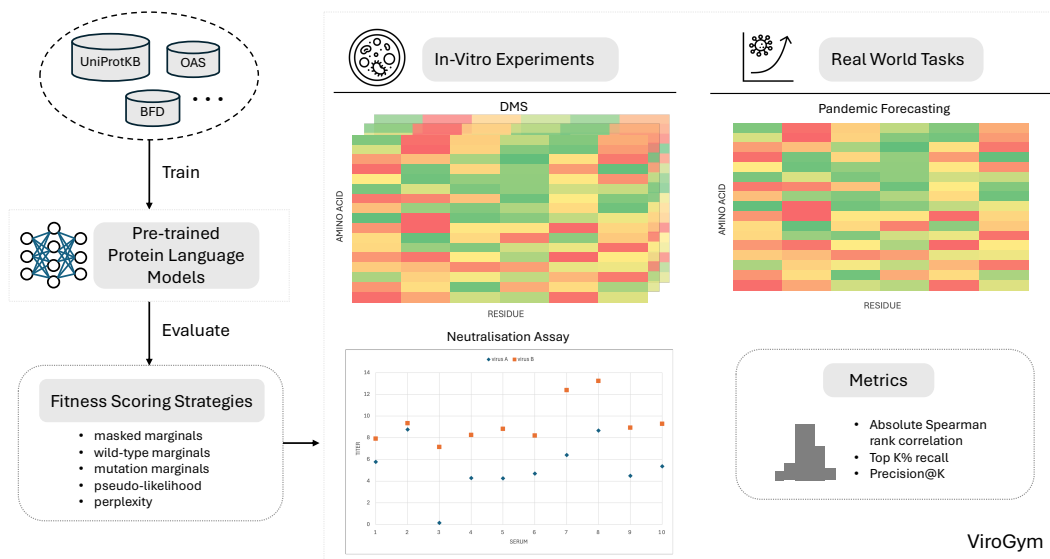 UniProtKB
OAS
BFD
• • •
Train
Pre-trained
Protein Language
Models
Evaluate
Fitness Scoring Strategies
• masked marginals
• wild-type marginals
• mutation marginals
• pseudo-likelihood
• perplexity
In-Vitro Experiments
DMS
AMINO ACID
RESIDUE
Neutralisation Assay
virus A virus B
TITER
14
12
10
8
6
4
2
0
1 2 3 4 5 6 7 8 9 10
SERUM
Real World Tasks
Pandemic Forecasting
AMINO ACID
RESIDUE
Metrics
• Absolute Spearman
rank correlation
• Top K% recall
• Precision@K
ViroGym